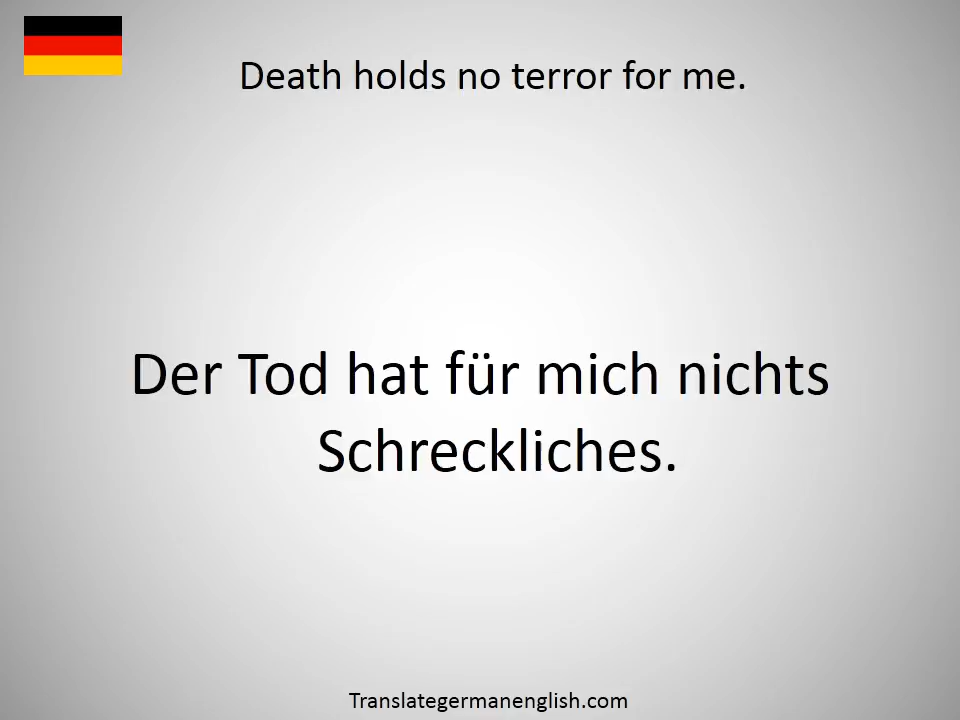 Death holds no terror for me.
Der Tod hat für mich nichts
Schreckliches.
Translategermanenglish.com